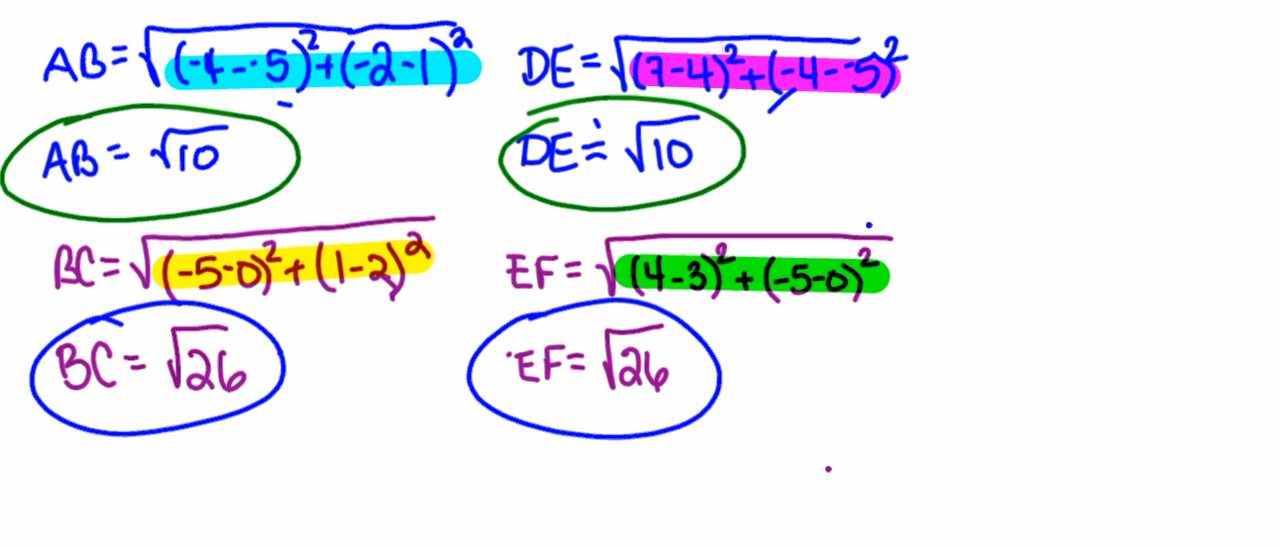 AB = √(-4--5)²+(-2-1)²
DE = √(7-4)²+(-4--5)²
AB = √10
DE = √10
BC = √(-5-0)²+(1-2)²
EF = √(4-3)²+(-5-0)²
BC = √26
EF = √26